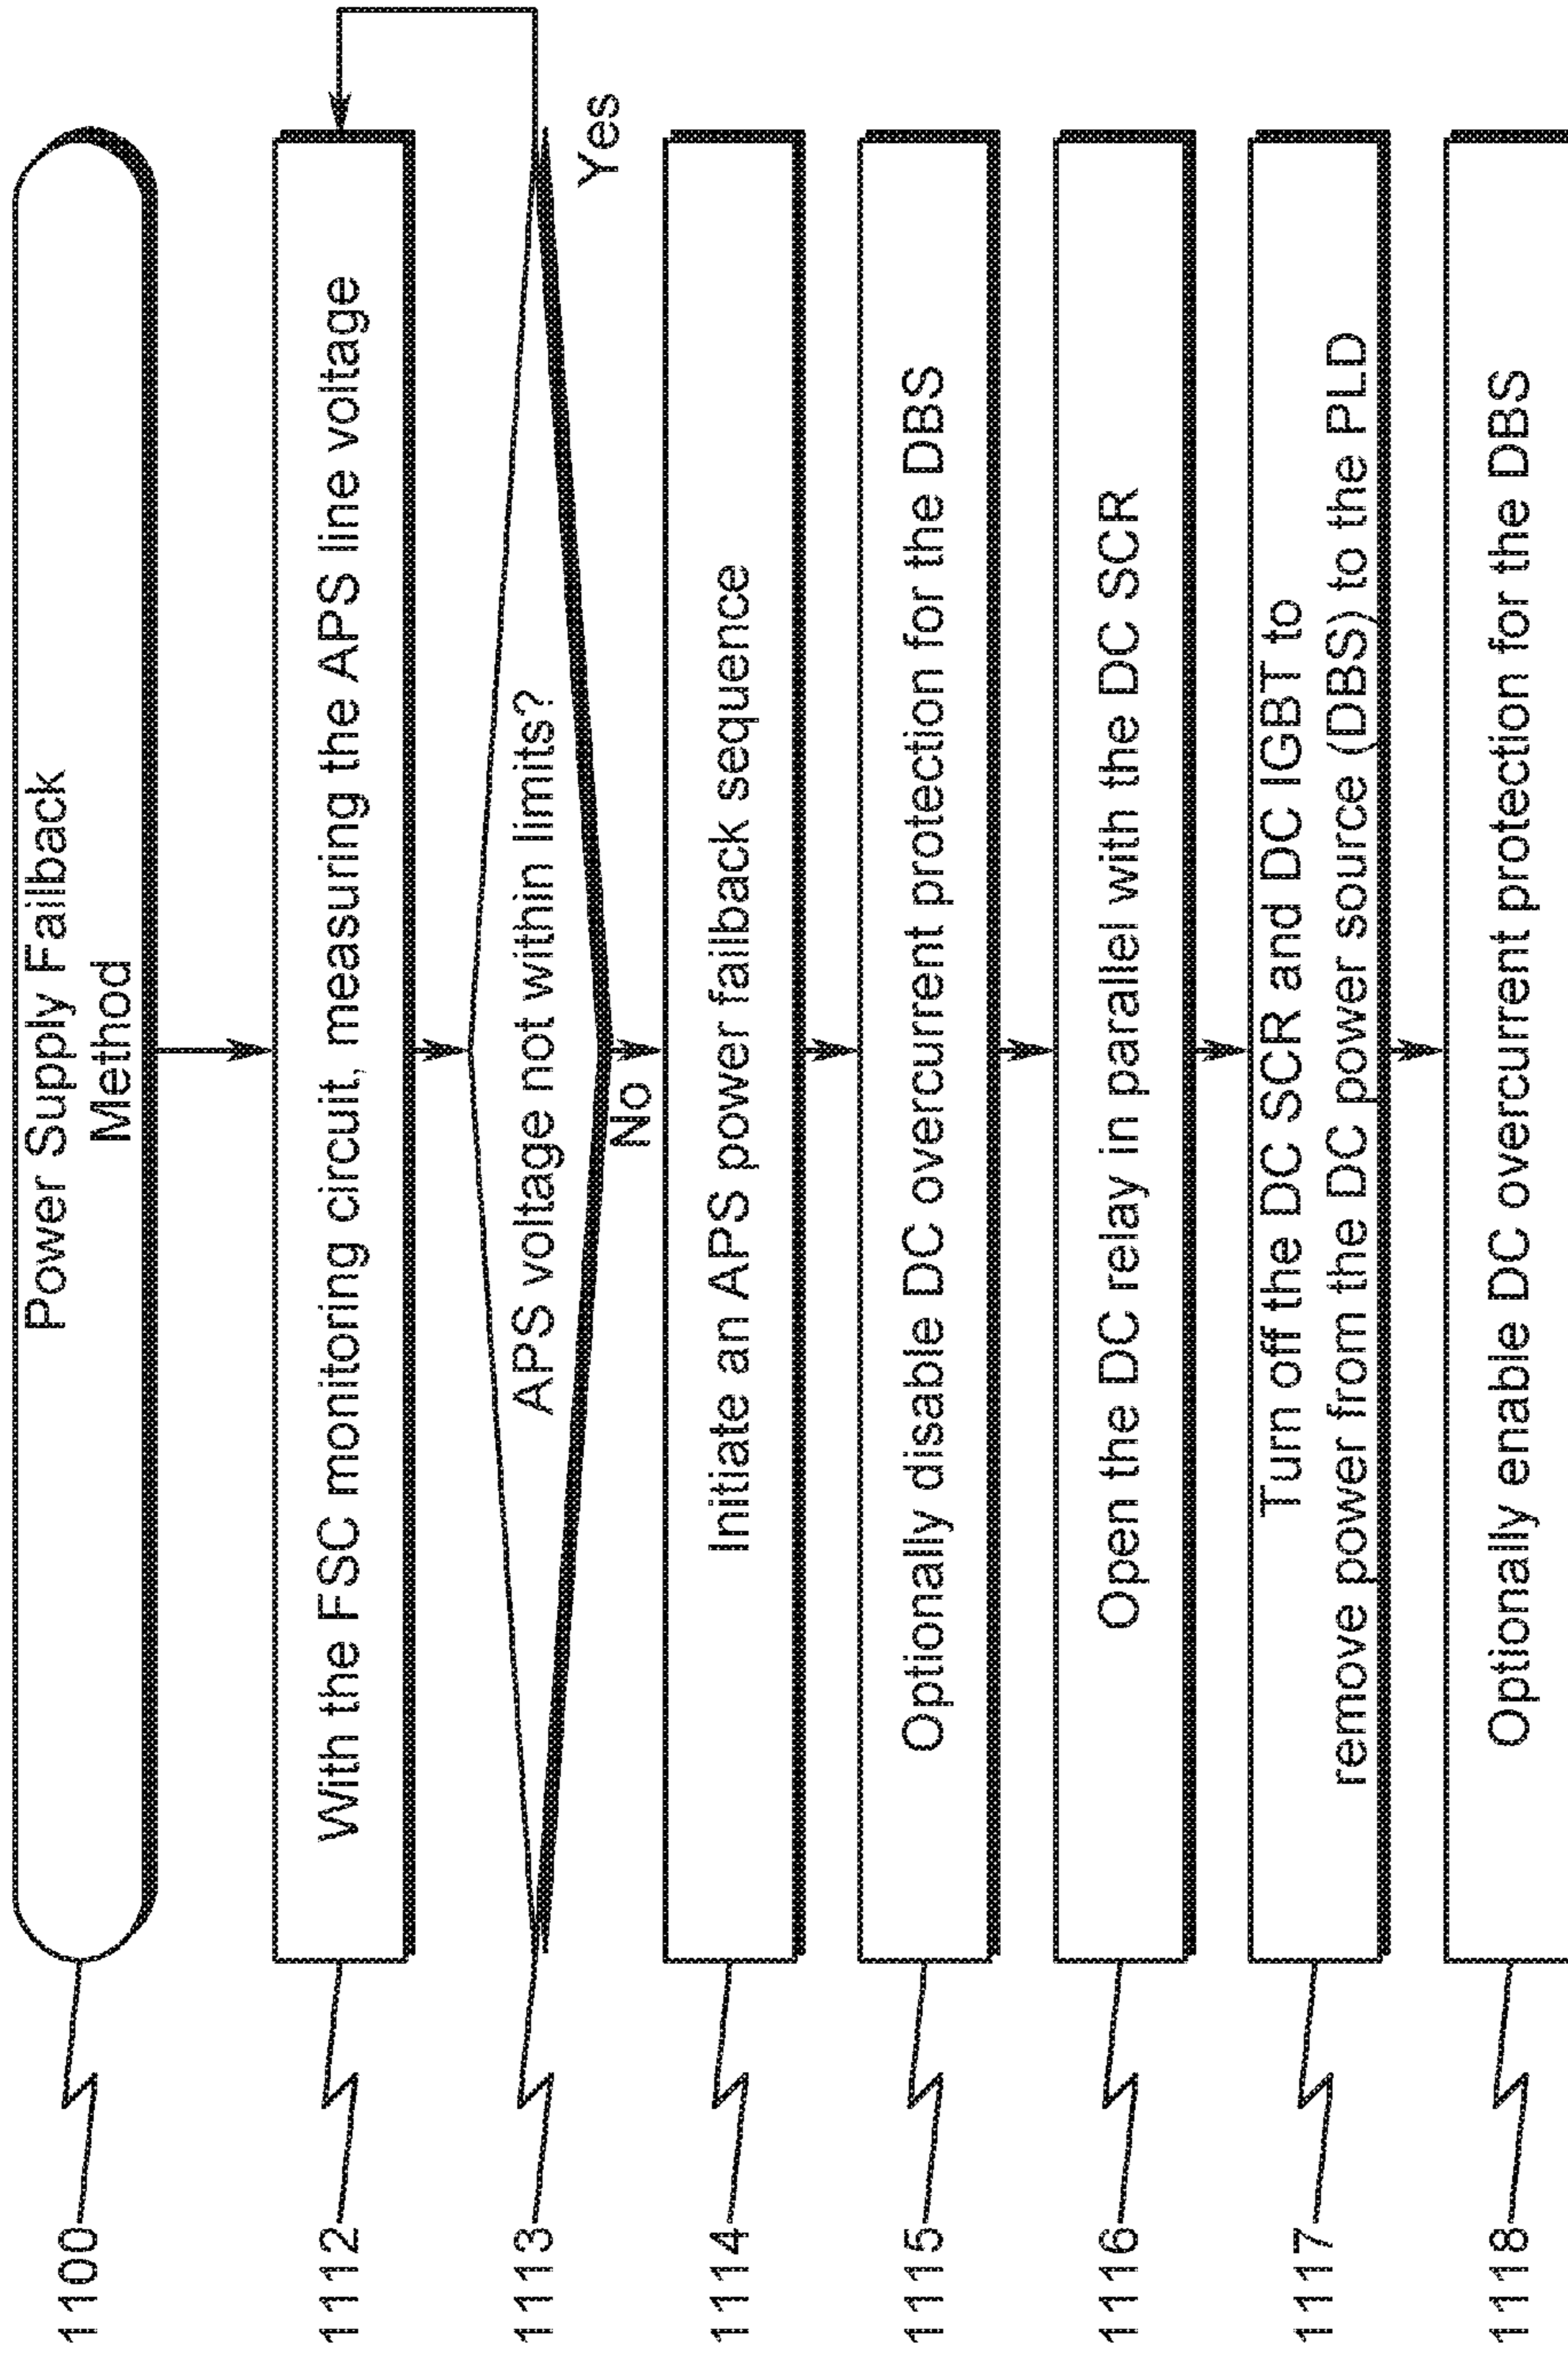 Power Supply Failback
Method
1100
With the FSC monitoring circuit, measuring the APS line voltage
1112
APS voltage not within limits?
1113
Yes
No
Initiate an APS power failback sequence
1114
Optionally disable DC overcurrent protection for the DBS
1115
Open the DC relay in parallel with the DC SCR
1116
Turn off the DC SCR and DC IGBT to
remove power from the DC power source (DBS) to the PLD
1117
Optionally enable DC overcurrent protection for the DBS
1118